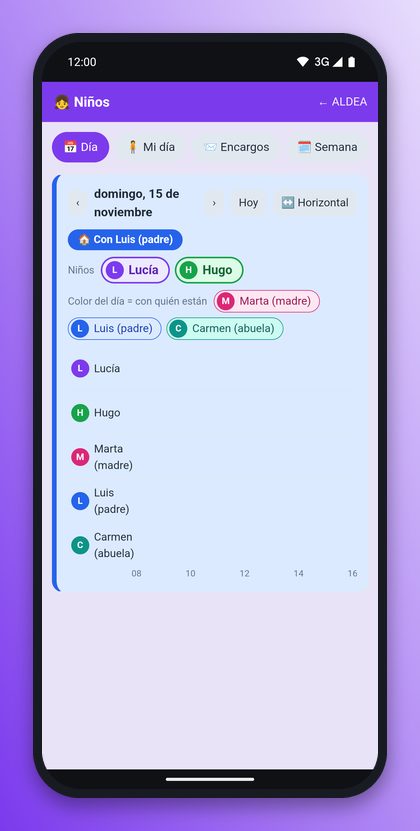 12:00
3G
Niños
← ALDEA
Día
Mi día
Encargos
Semana
‹
domingo, 15 de
noviembre
›
Hoy
Horizontal
Con Luis (padre)
Niños
L Lucía
H Hugo
Color del día = con quién están
M Marta (madre)
L Luis (padre)
C Carmen (abuela)
L Lucía
H Hugo
M Marta
(madre)
L Luis
(padre)
C Carmen
(abuela)
08 10 12 14 16